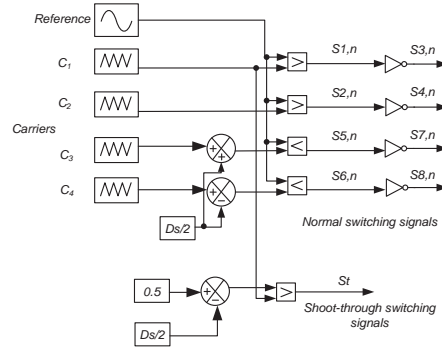 Reference
C1
C2
Carriers
C3
C4
Ds/2
0.5
Ds/2
+
+
+
−
+
−
>
>
<
<
>
S1,n
S3,n
S2,n
S4,n
S5,n
S7,n
S6,n
S8,n
Normal switching signals
St
Shoot-through switching
signals